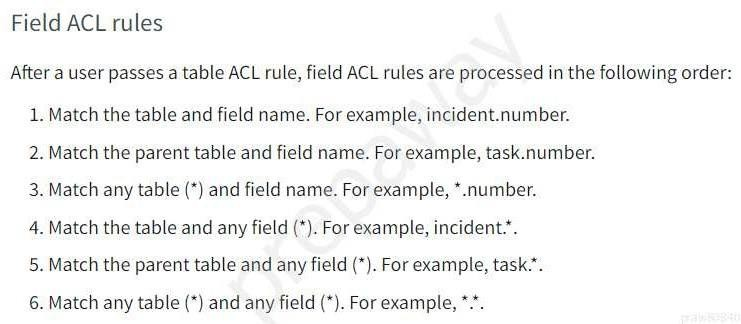 Field ACL rules
After a user passes a table ACL rule, field ACL rules are processed in the following order:
1. Match the table and field name. For example, incident.number.
2. Match the parent table and field name. For example, task.number.
3. Match any table (*) and field name. For example, *.number.
4. Match the table and any field (*). For example, incident.*.
5. Match the parent table and any field (*). For example, task.*.
6. Match any table (*) and any field (*). For example, *.*.
prepaway